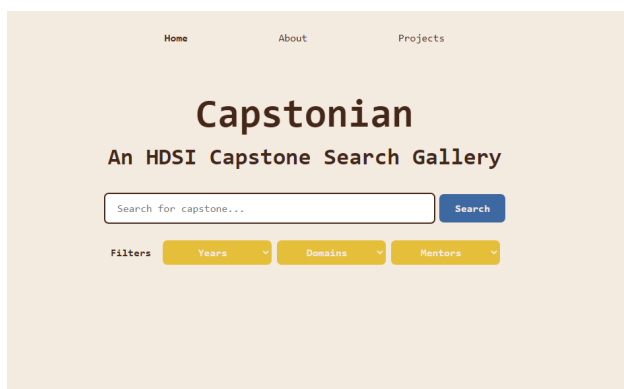 Home About Projects
Capstonian
An HDSI Capstone Search Gallery
Search for capstone... Search
Filters Years Domains Mentors